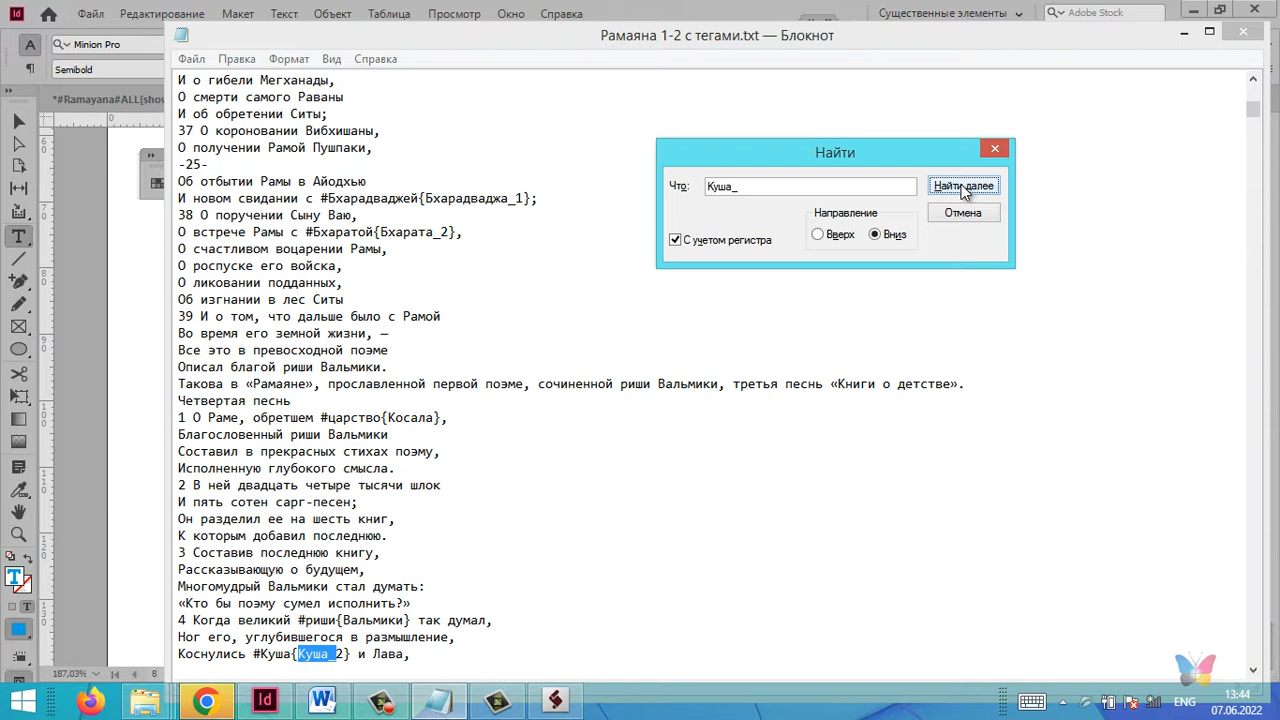 Файл Редактирование Макет Текст Объект Таблица Просмотр Окно Справка Существенные элементы Adobe Stock
Id
Рамаяна 1-2 с тегами.txt — Блокнот
A Minion Pro
Semibold
Файл Правка Формат Вид Справка
*#Ramayana#ALL[show
0
И о гибели Мегханады,
О смерти самого Раваны
И об обретении Ситы;
37 О короновании Вибхишаны,
О получении Рамой Пушпаки,
-25-
Об отбытии Рамы в Айодхью
И новом свидании с #Бхарадваджей{Бхарадваджа_1};
38 О поручении Сыну Ваю,
О встрече Рамы с #Бхаратой{Бхарата_2},
О счастливом воцарении Рамы,
О роспуске его войска,
О ликовании подданных,
Об изгнании в лес Ситы
39 И о том, что дальше было с Рамой
Во время его земной жизни, —
Все это в превосходной поэме
Описал благой риши Вальмики.
Такова в «Рамаяне», прославленной первой поэме, сочиненной риши Вальмики, третья песнь «Книги о детстве».
Четвертая песнь
1 О Раме, обретшем #царство{Косала},
Благословенный риши Вальмики
Составил в прекрасных стихах поэму,
Исполненную глубокого смысла.
2 В ней двадцать четыре тысячи шлок
И пять сотен сарг-песен;
Он разделил ее на шесть книг,
К которым добавил последнюю.
3 Составив последнюю книгу,
Рассказывающую о будущем,
Многомудрый Вальмики стал думать:
«Кто бы поэму сумел исполнить?»
4 Когда великий #риши{Вальмики} так думал,
Ног его, углубившегося в размышление,
Коснулись #Куша{Куша_2} и Лава,
Найти
Что: Куша_ Найти далее
Направление Отмена
С учетом регистра Вверх Вниз
187,03% 8
Id W
ENG 13:44
07.06.2022